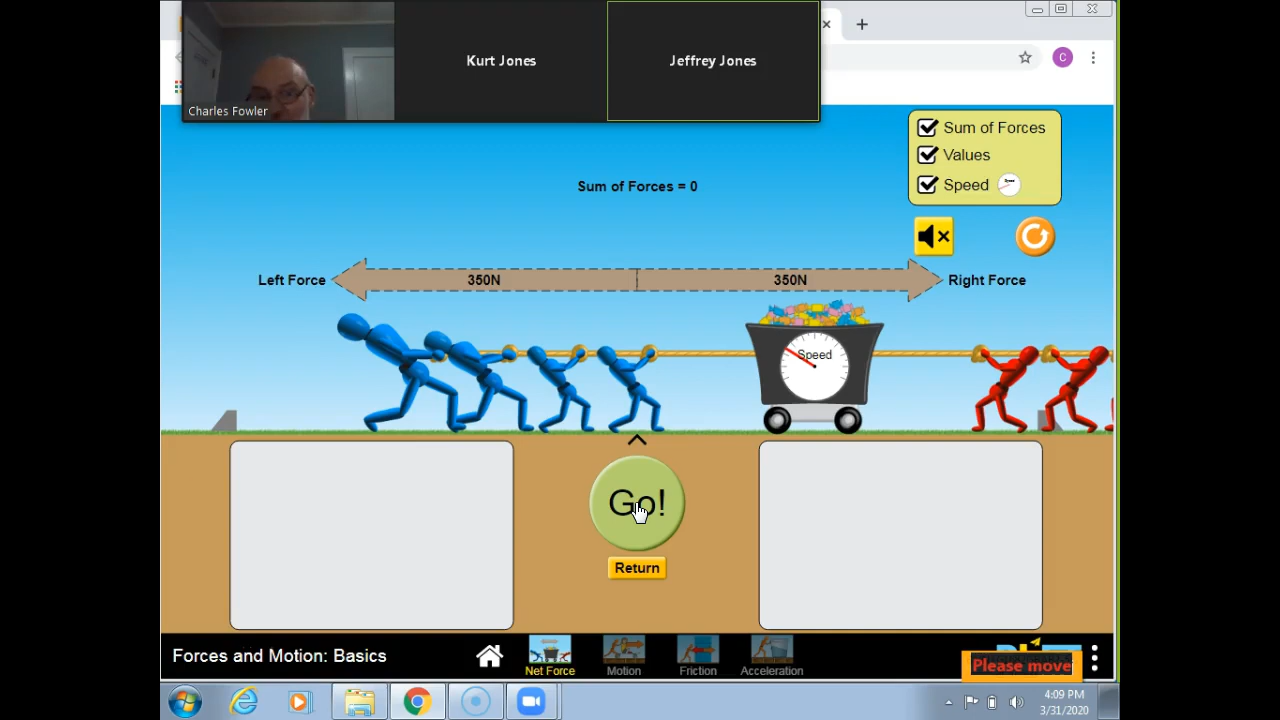 Kurt Jones
Jeffrey Jones
Charles Fowler
C
Sum of Forces
Values
Speed
Sum of Forces = 0
Left Force
350N
350N
Right Force
Speed
Go!
Return
Forces and Motion: Basics
Net Force
Motion
Friction
Acceleration
Please move
4:09 PM
3/31/2020